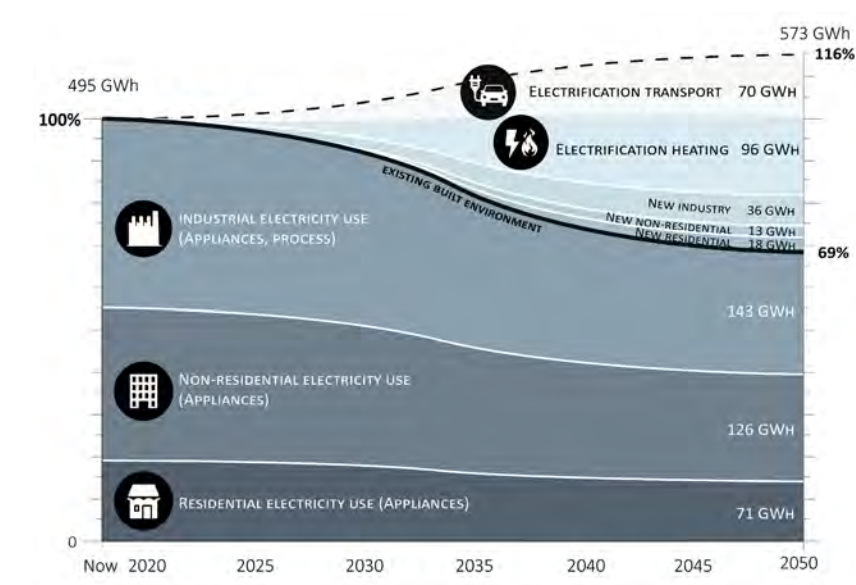 573 GWh
116%
495 GWh
100%
ELECTRIFICATION TRANSPORT 70 GWH
ELECTRIFICATION HEATING 96 GWH
EXISTING BUILT ENVIRONMENT
NEW INDUSTRY 36 GWH
NEW NON-RESIDENTIAL 13 GWH
NEW RESIDENTIAL 18 GWH
69%
INDUSTRIAL ELECTRICITY USE
(APPLIANCES, PROCESS)
143 GWH
NON-RESIDENTIAL ELECTRICITY USE
(APPLIANCES)
126 GWH
RESIDENTIAL ELECTRICITY USE (APPLIANCES)
71 GWH
0
Now 2020 2025 2030 2035 2040 2045 2050